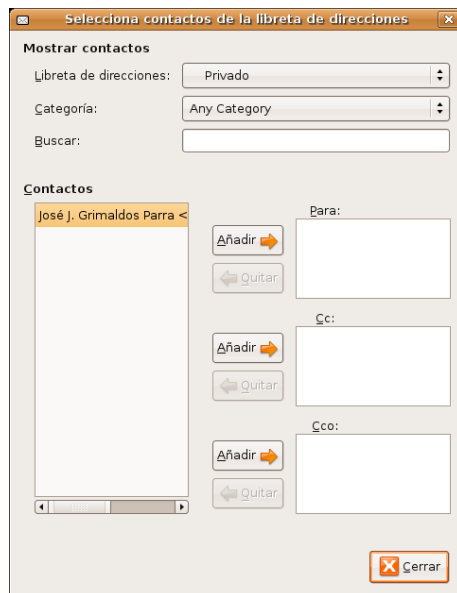 Selecciona contactos de la libreta de direcciones
Mostrar contactos
Libreta de direcciones: Privado
Categoría: Any Category
Buscar:
Contactos
José J. Grimaldos Parra <
Para:
Añadir
Quitar
Cc:
Añadir
Quitar
Cco:
Añadir
Quitar
Cerrar